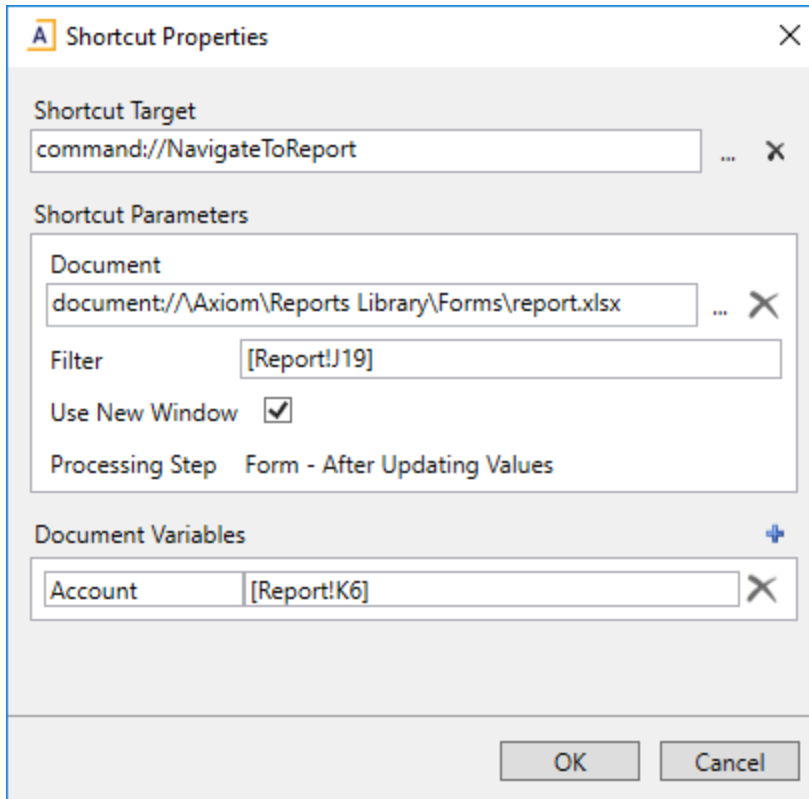 A Shortcut Properties
Shortcut Target
command://NavigateToReport ...
Shortcut Parameters
Document
document://\Axiom\Reports Library\Forms\report.xlsx ...
Filter [Report!J19]
Use New Window
Processing Step Form - After Updating Values
Document Variables
Account [Report!K6]
OK Cancel